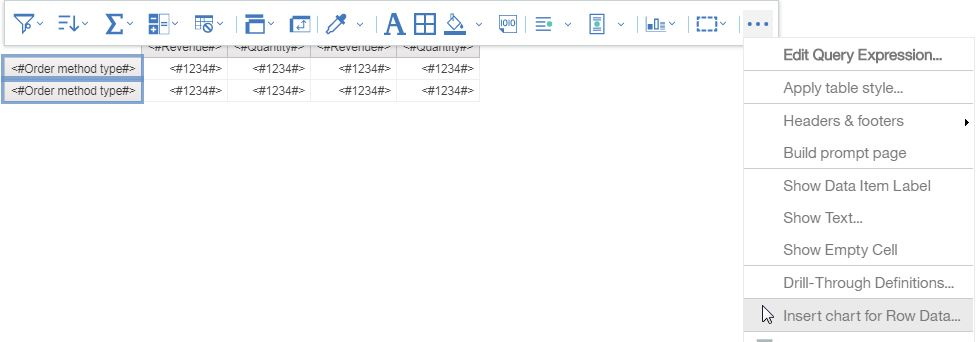 <#Revenue#> <#Quantity#> <#Revenue#> <#Quantity#>
<#Order method type#> <#1234#> <#1234#> <#1234#> <#1234#>
<#Order method type#> <#1234#> <#1234#> <#1234#> <#1234#>
Edit Query Expression...
Apply table style...
Headers & footers
Build prompt page
Show Data Item Label
Show Text...
Show Empty Cell
Drill-Through Definitions...
Insert chart for Row Data...